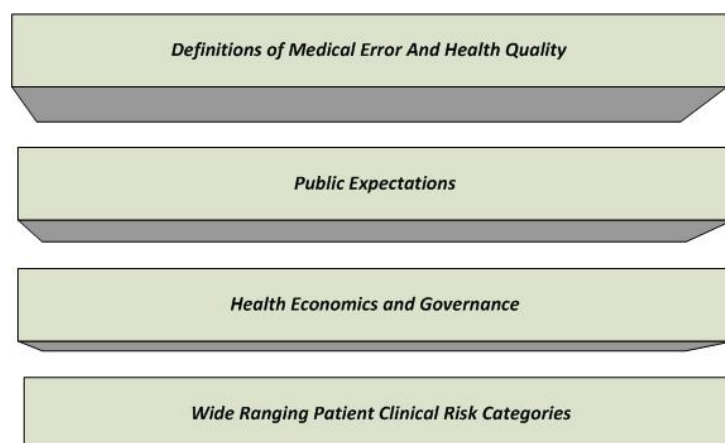 Definitions of Medical Error And Health Quality
Public Expectations
Health Economics and Governance
Wide Ranging Patient Clinical Risk Categories